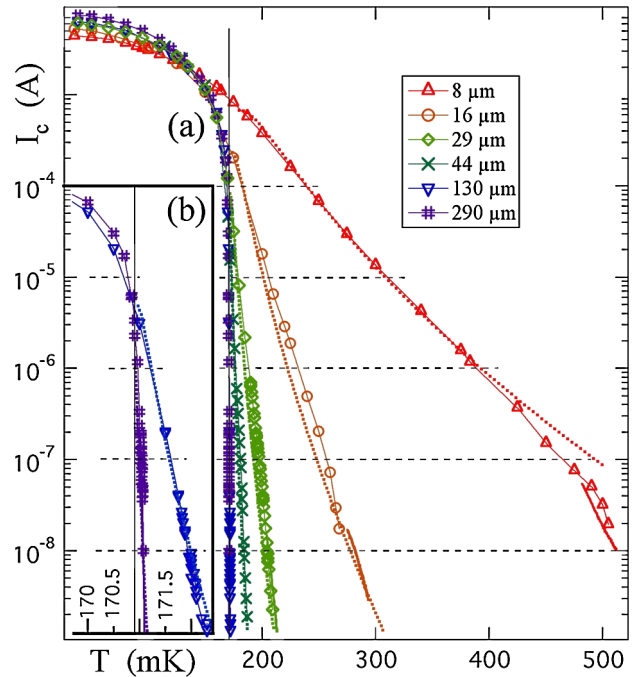 I_c (A)
(a)
8 µm
16 µm
29 µm
44 µm
130 µm
290 µm
10⁻⁴
(b)
10⁻⁵
10⁻⁶
10⁻⁷
10⁻⁸
170
170.5
171.5
T (mK)
200
300
400
500